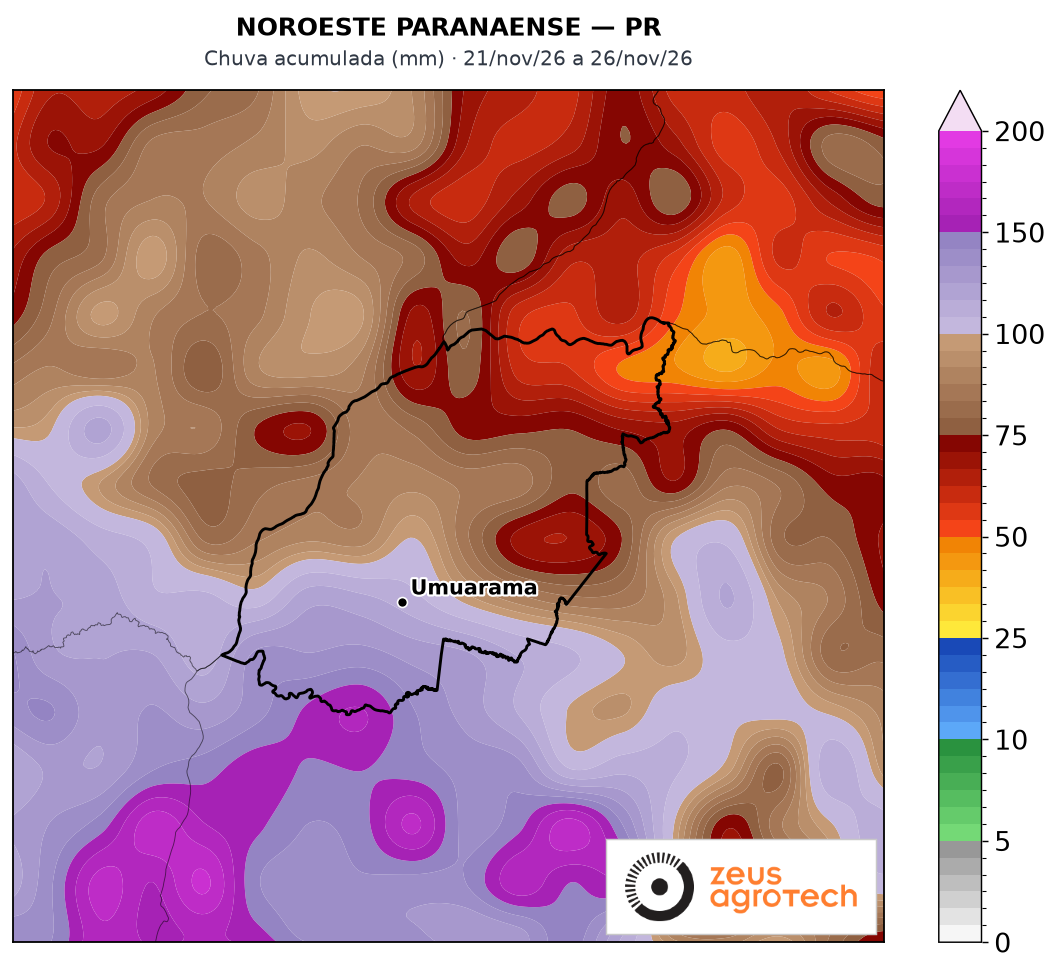 NOROESTE PARANAENSE — PR
Chuva acumulada (mm) · 21/nov/26 a 26/nov/26
200
150
100
75
50
25
10
5
0
Umuarama
zeus
agrotech